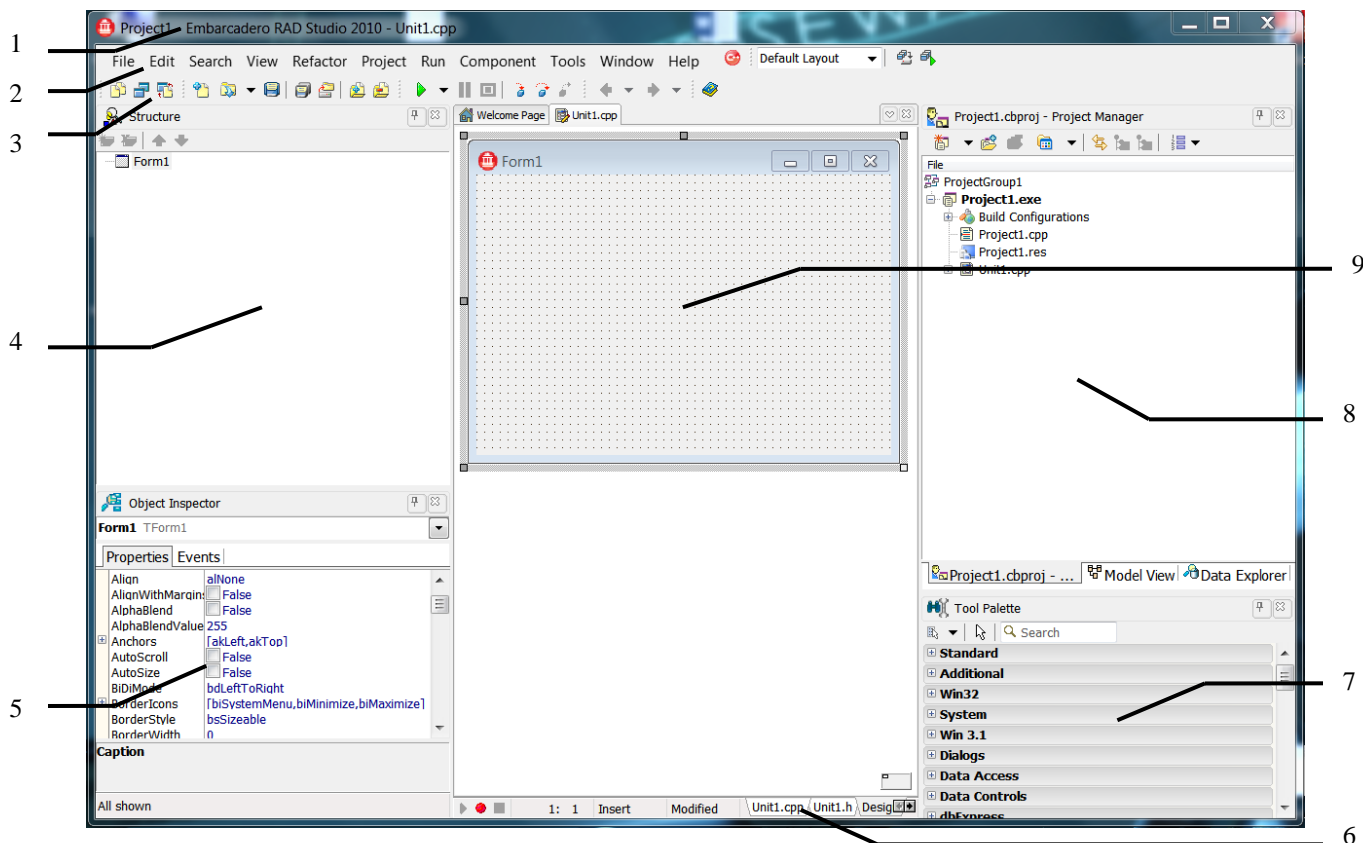 Project1 - Embarcadero RAD Studio 2010 - Unit1.cpp
1
File Edit Search View Refactor Project Run Component Tools Window Help Default Layout
2
3
Structure
Welcome Page Unit1.cpp
Project1.cbproj - Project Manager
Form1
Form1
File
ProjectGroup1
Project1.exe
Build Configurations
Project1.cpp
Project1.res
Unit1.cpp
9
4
8
Object Inspector
Form1 TForm1
Properties Events
Align alNone
AlignWithMargins False
AlphaBlend False
AlphaBlendValue 255
Anchors [akLeft,akTop]
AutoScroll False
AutoSize False
BiDiMode bdLeftToRight
BorderIcons [biSystemMenu,biMinimize,biMaximize]
BorderStyle bsSizeable
BorderWidth 0
5
Caption
All shown
1: 1 Insert Modified Unit1.cpp Unit1.h Desig
Project1.cbproj - ... Model View Data Explorer
Tool Palette
Search
Standard
Additional
Win32
System
Win 3.1
Dialogs
Data Access
Data Controls
dbExpress
7
6